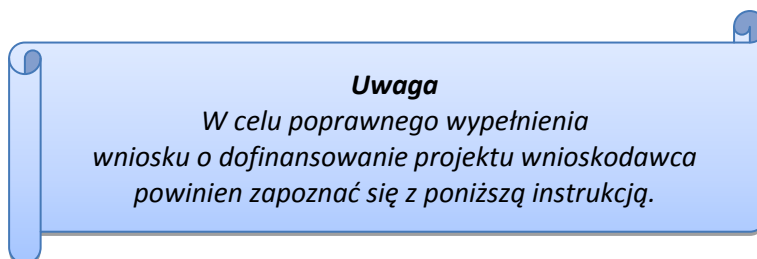 Uwaga
W celu poprawnego wypełnienia
wniosku o dofinansowanie projektu wnioskodawca
powinien zapoznać się z poniższą instrukcją.